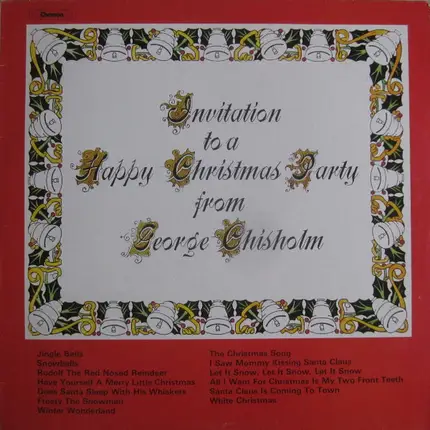 Invitation
to a
Happy Christmas Party
from
George Chisholm
Jingle Bells
Snowbells
Rudolf The Red Nosed Reindeer
Have Yourself A Merry Little Christmas
Does Santa Sleep With His Whiskers
Frosty The Snowman
Winter Wonderland
The Christmas Song
I Saw Mommy Kissing Santa Claus
Let It Snow, Let It Snow, Let It Snow
All I Want For Christmas Is My Two Front Teeth
Santa Claus Is Coming To Town
White Christmas